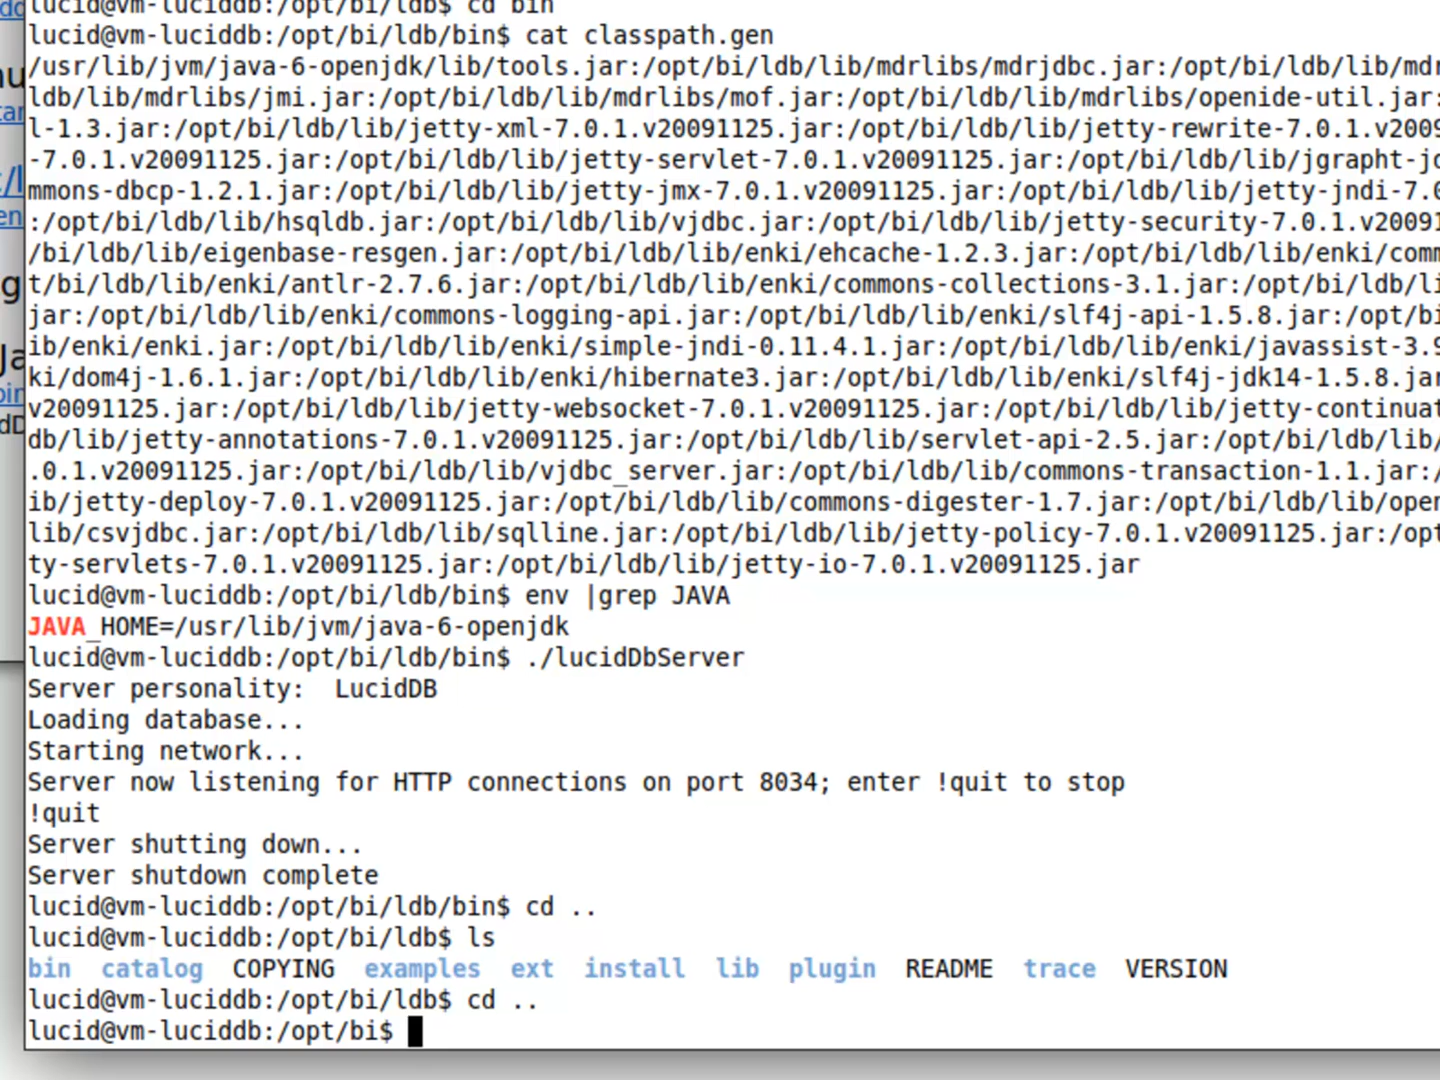 lucid@vm-luciddb:/opt/bi/ldb$ cd bin
lucid@vm-luciddb:/opt/bi/ldb/bin$ cat classpath.gen
/usr/lib/jvm/java-6-openjdk/lib/tools.jar:/opt/bi/ldb/lib/mdrlibs/mdrjdbc.jar:/opt/bi/ldb/lib/mdr
ldb/lib/mdrlibs/jmi.jar:/opt/bi/ldb/lib/mdrlibs/mof.jar:/opt/bi/ldb/lib/mdrlibs/openide-util.jar:
l-1.3.jar:/opt/bi/ldb/lib/jetty-xml-7.0.1.v20091125.jar:/opt/bi/ldb/lib/jetty-rewrite-7.0.1.v2009
-7.0.1.v20091125.jar:/opt/bi/ldb/lib/jetty-servlet-7.0.1.v20091125.jar:/opt/bi/ldb/lib/jgrapht-jd
mmons-dbcp-1.2.1.jar:/opt/bi/ldb/lib/jetty-jmx-7.0.1.v20091125.jar:/opt/bi/ldb/lib/jetty-jndi-7.0
:/opt/bi/ldb/lib/hsqldb.jar:/opt/bi/ldb/lib/vjdbc.jar:/opt/bi/ldb/lib/jetty-security-7.0.1.v20091
/bi/ldb/lib/eigenbase-resgen.jar:/opt/bi/ldb/lib/enki/ehcache-1.2.3.jar:/opt/bi/ldb/lib/enki/comm
t/bi/ldb/lib/enki/antlr-2.7.6.jar:/opt/bi/ldb/lib/enki/commons-collections-3.1.jar:/opt/bi/ldb/li
jar:/opt/bi/ldb/lib/enki/commons-logging-api.jar:/opt/bi/ldb/lib/enki/slf4j-api-1.5.8.jar:/opt/bi
ib/enki/enki.jar:/opt/bi/ldb/lib/enki/simple-jndi-0.11.4.1.jar:/opt/bi/ldb/lib/enki/javassist-3.9
ki/dom4j-1.6.1.jar:/opt/bi/ldb/lib/enki/hibernate3.jar:/opt/bi/ldb/lib/enki/slf4j-jdk14-1.5.8.jar
v20091125.jar:/opt/bi/ldb/lib/jetty-websocket-7.0.1.v20091125.jar:/opt/bi/ldb/lib/jetty-continuat
db/lib/jetty-annotations-7.0.1.v20091125.jar:/opt/bi/ldb/lib/servlet-api-2.5.jar:/opt/bi/ldb/lib/
.0.1.v20091125.jar:/opt/bi/ldb/lib/vjdbc_server.jar:/opt/bi/ldb/lib/commons-transaction-1.1.jar:/
ib/jetty-deploy-7.0.1.v20091125.jar:/opt/bi/ldb/lib/commons-digester-1.7.jar:/opt/bi/ldb/lib/open
lib/csvjdbc.jar:/opt/bi/ldb/lib/sqlline.jar:/opt/bi/ldb/lib/jetty-policy-7.0.1.v20091125.jar:/opt
ty-servlets-7.0.1.v20091125.jar:/opt/bi/ldb/lib/jetty-io-7.0.1.v20091125.jar
lucid@vm-luciddb:/opt/bi/ldb/bin$ env |grep JAVA
JAVA_HOME=/usr/lib/jvm/java-6-openjdk
lucid@vm-luciddb:/opt/bi/ldb/bin$ ./lucidDbServer
Server personality:  LucidDB
Loading database...
Starting network...
Server now listening for HTTP connections on port 8034; enter !quit to stop
!quit
Server shutting down...
Server shutdown complete
lucid@vm-luciddb:/opt/bi/ldb/bin$ cd ..
lucid@vm-luciddb:/opt/bi/ldb$ ls
bin  catalog  COPYING  examples  ext  install  lib  plugin  README  trace  VERSION
lucid@vm-luciddb:/opt/bi/ldb$ cd ..
lucid@vm-luciddb:/opt/bi$